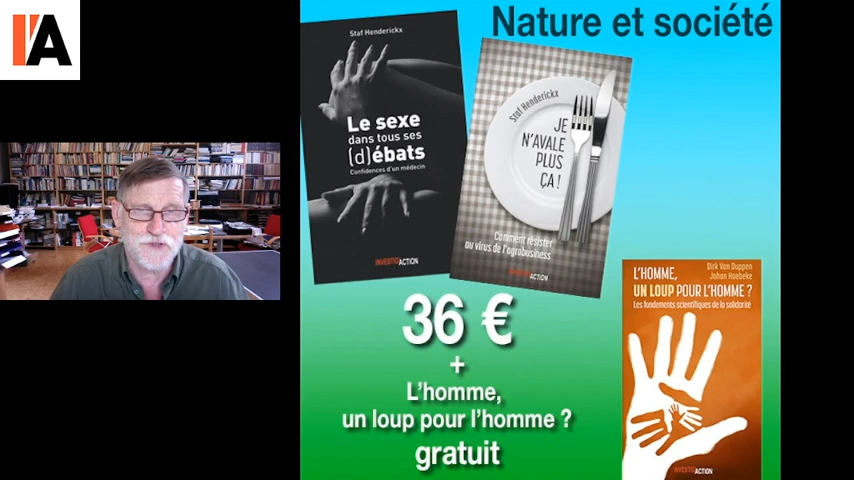 I'A
Nature et société
Staf Henderickx
Le sexe
dans tous ses
(d)ébats
Confidences d'un médecin
INVESTIG'ACTION
Staf Henderickx
JE
N'AVALE
PLUS
ÇA !
Comment résister
au virus de l'agrobusiness
INVESTIG'ACTION
36 €
+
L'homme,
un loup pour l'homme ?
gratuit
Dirk Van Duppen
Johan Hoebeke
L'HOMME,
UN LOUP POUR L'HOMME ?
Les fondements scientifiques de la solidarité
INVESTIG'ACTION